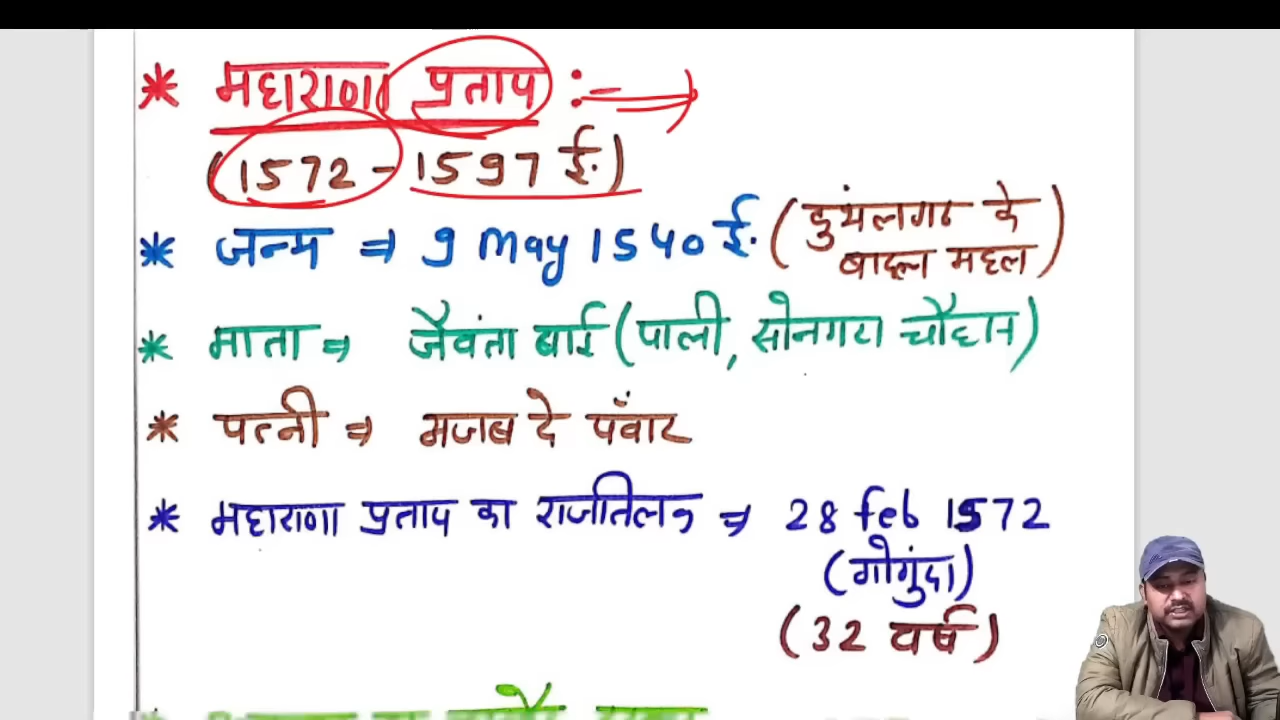 * महाराणा प्रताप :-
(1572 - 1597 ई.)
* जन्म ⇒ 9 May 1540 ई. (कुंभलगढ के
बादल महल)
* माता ⇒ जैवंता बाई (पाली, सोनगरा चौहान)
* पत्नी ⇒ मजब दे पँवार
* महाराणा प्रताप का राजतिलक ⇒ 28 feb 1572
(गोगुंदा)
(32 वर्ष)